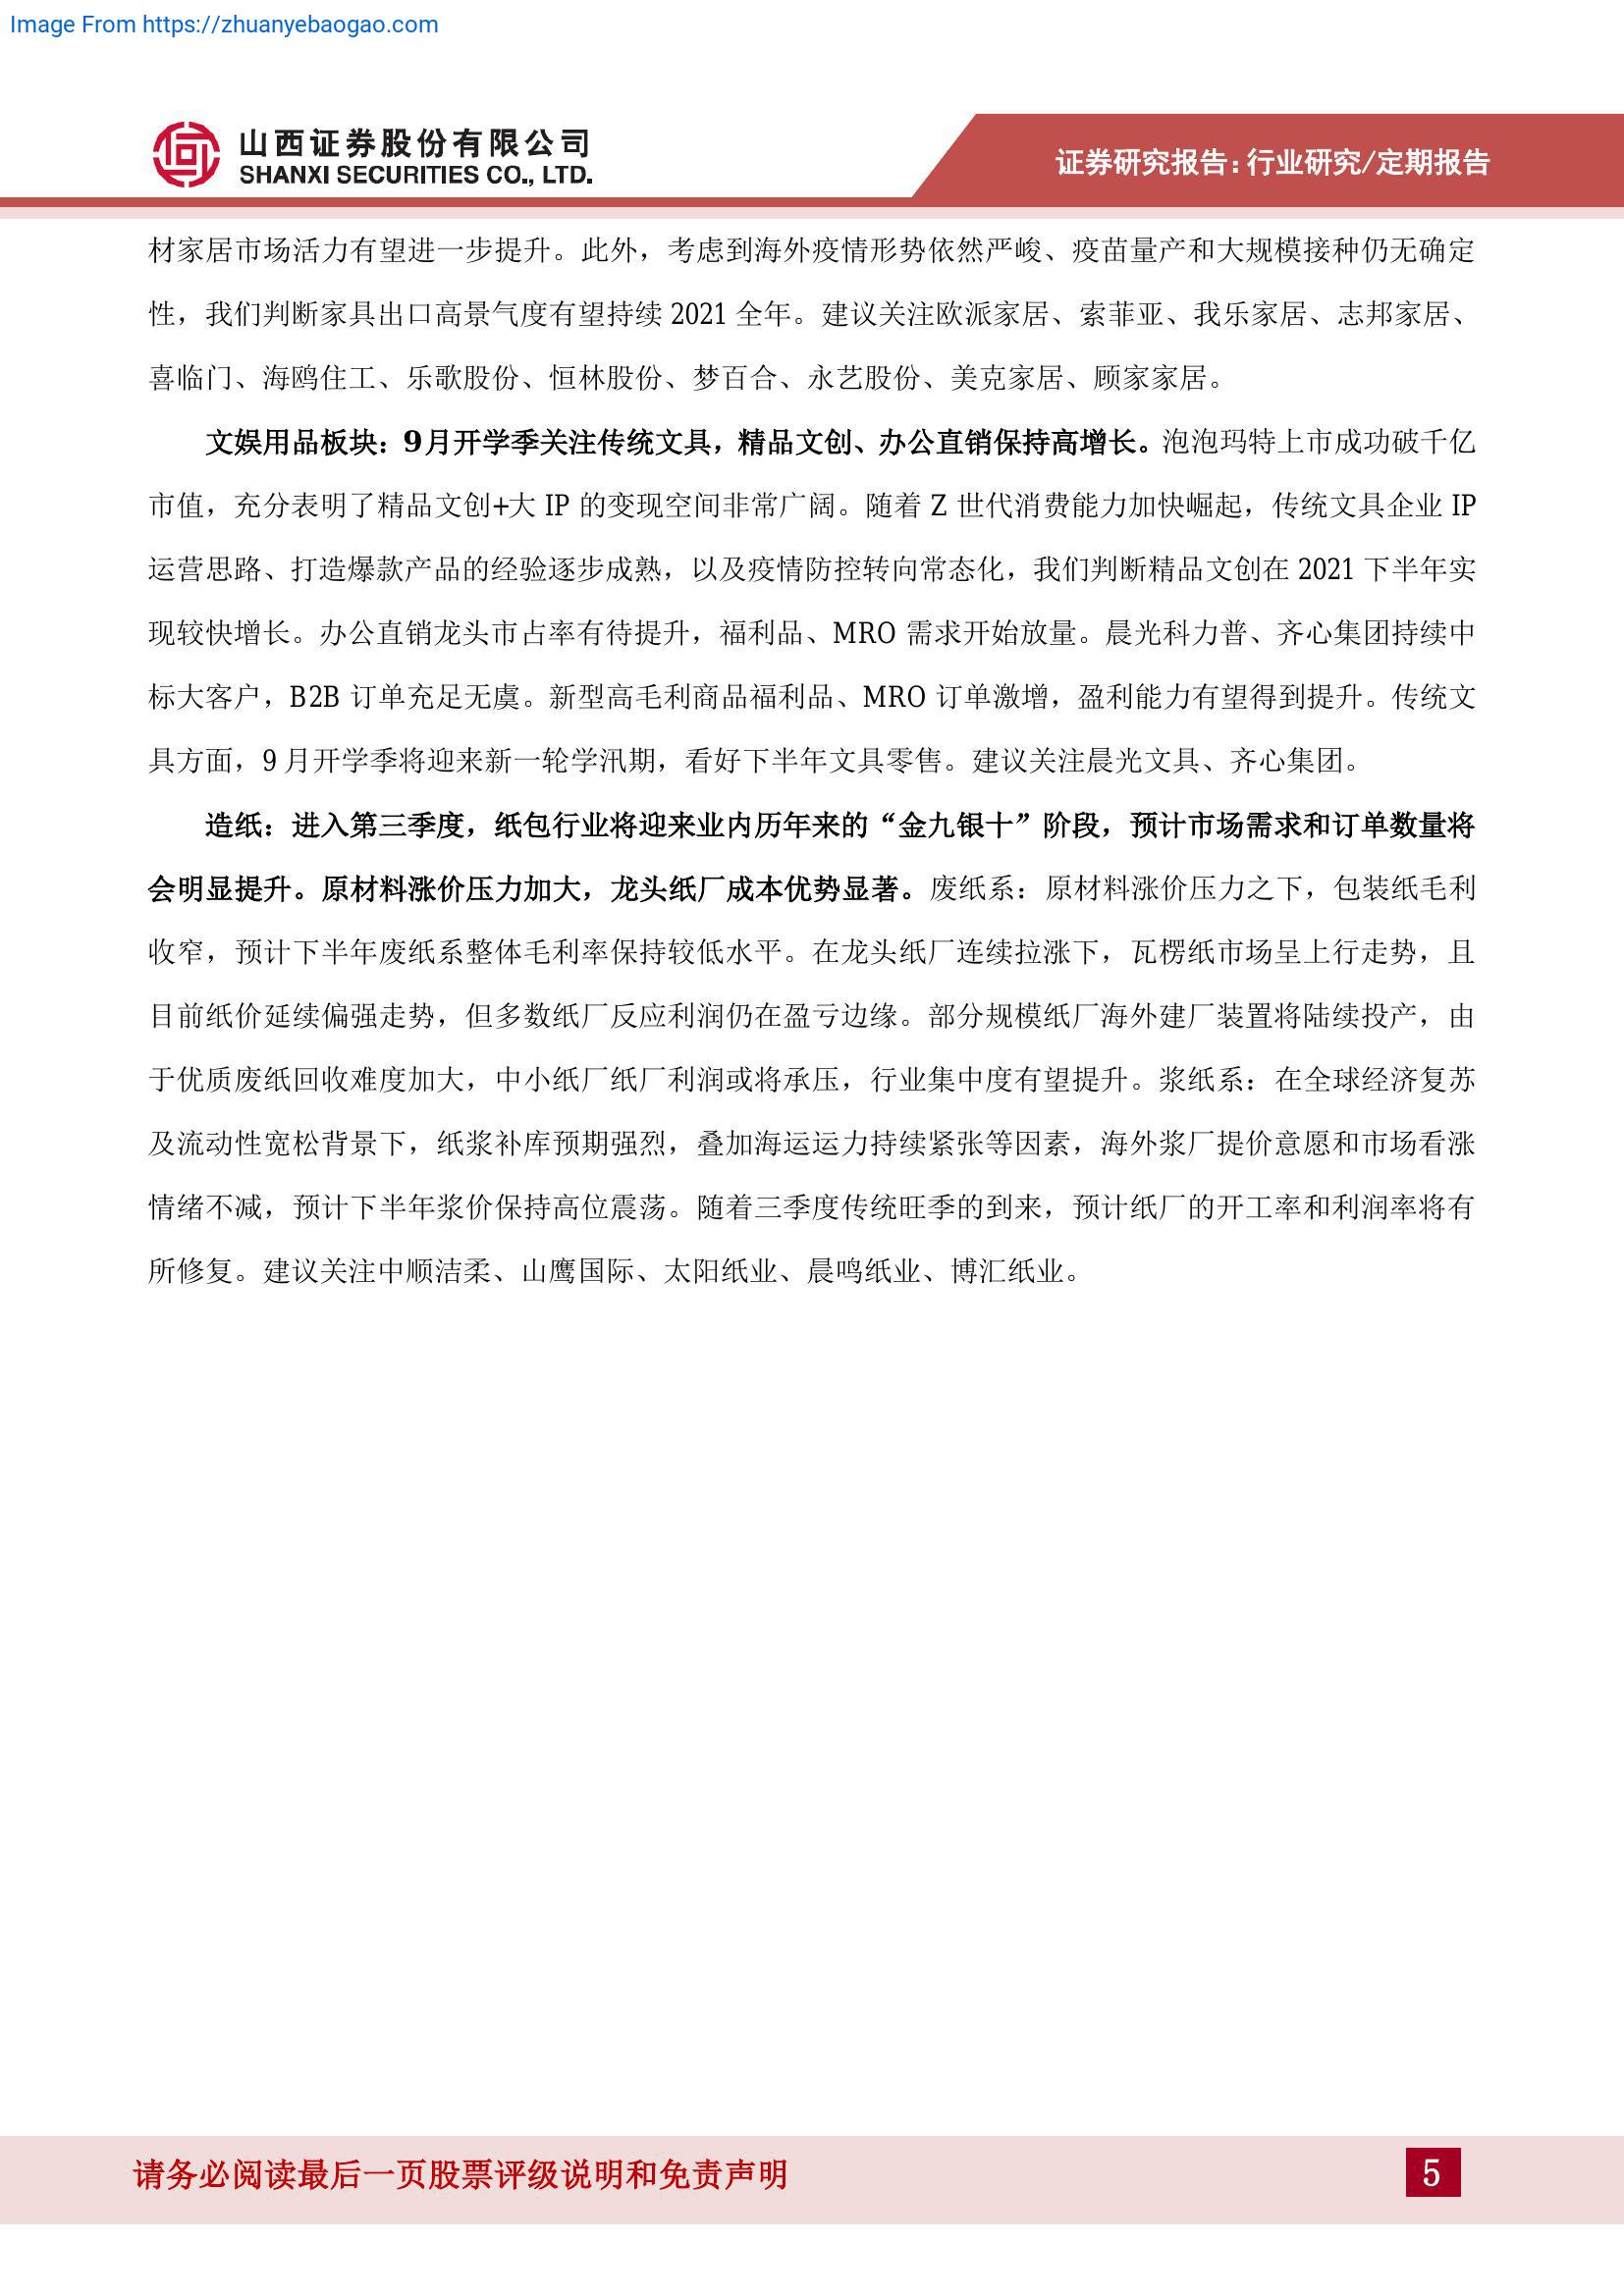 Image From https://zhuanyebaogao.com
山西证券股份有限公司
SHANXI SECURITIES CO., LTD.
证券研究报告:行业研究/定期报告
材家居市场活力有望进一步提升。此外，考虑到海外疫情形势依然严峻、疫苗量产和大规模接种仍无确定
性，我们判断家具出口高景气度有望持续 2021 全年。建议关注欧派家居、索菲亚、我乐家居、志邦家居、
喜临门、海鸥住工、乐歌股份、恒林股份、梦百合、永艺股份、美克家居、顾家家居。
文娱用品板块：9月开学季关注传统文具，精品文创、办公直销保持高增长。泡泡玛特上市成功破千亿
市值，充分表明了精品文创+大 IP 的变现空间非常广阔。随着 Z 世代消费能力加快崛起，传统文具企业 IP
运营思路、打造爆款产品的经验逐步成熟，以及疫情防控转向常态化，我们判断精品文创在 2021 下半年实
现较快增长。办公直销龙头市占率有待提升，福利品、MRO 需求开始放量。晨光科力普、齐心集团持续中
标大客户，B2B 订单充足无虞。新型高毛利商品福利品、MRO 订单激增，盈利能力有望得到提升。传统文
具方面，9 月开学季将迎来新一轮学汛期，看好下半年文具零售。建议关注晨光文具、齐心集团。
造纸：进入第三季度，纸包行业将迎来业内历年来的“金九银十”阶段，预计市场需求和订单数量将
会明显提升。原材料涨价压力加大，龙头纸厂成本优势显著。废纸系：原材料涨价压力之下，包装纸毛利
收窄，预计下半年废纸系整体毛利率保持较低水平。在龙头纸厂连续拉涨下，瓦楞纸市场呈上行走势，且
目前纸价延续偏强走势，但多数纸厂反应利润仍在盈亏边缘。部分规模纸厂海外建厂装置将陆续投产，由
于优质废纸回收难度加大，中小纸厂纸厂利润或将承压，行业集中度有望提升。浆纸系：在全球经济复苏
及流动性宽松背景下，纸浆补库预期强烈，叠加海运运力持续紧张等因素，海外浆厂提价意愿和市场看涨
情绪不减，预计下半年浆价保持高位震荡。随着三季度传统旺季的到来，预计纸厂的开工率和利润率将有
所修复。建议关注中顺洁柔、山鹰国际、太阳纸业、晨鸣纸业、博汇纸业。
请务必阅读最后一页股票评级说明和免责声明
5